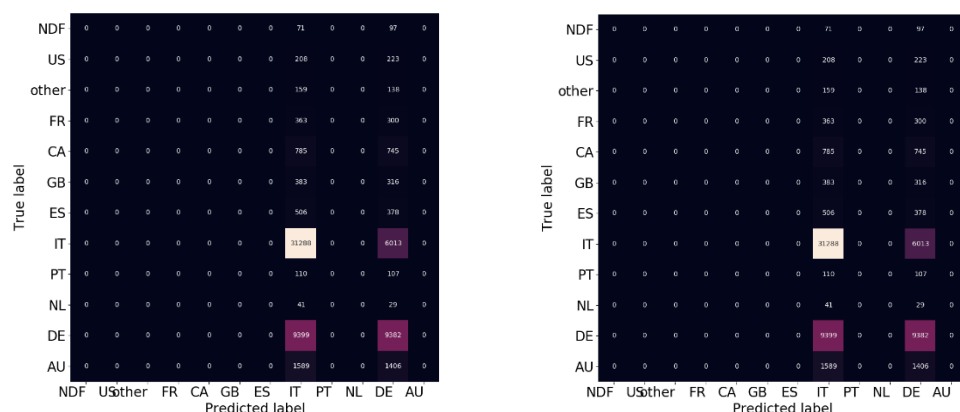 NDF 0 0 0 0 0 0 0 71 0 0 97 0
US 0 0 0 0 0 0 0 208 0 0 223 0
other 0 0 0 0 0 0 0 159 0 0 138 0
FR 0 0 0 0 0 0 0 363 0 0 300 0
CA 0 0 0 0 0 0 0 785 0 0 745 0
GB 0 0 0 0 0 0 0 383 0 0 316 0
ES 0 0 0 0 0 0 0 506 0 0 378 0
IT 0 0 0 0 0 0 0 31288 0 0 6013 0
PT 0 0 0 0 0 0 0 110 0 0 107 0
NL 0 0 0 0 0 0 0 41 0 0 29 0
DE 0 0 0 0 0 0 0 9399 0 0 9382 0
AU 0 0 0 0 0 0 0 1589 0 0 1406 0
NDF US other FR CA GB ES IT PT NL DE AU
True label
Predicted label
NDF 0 0 0 0 0 0 0 71 0 0 97 0
US 0 0 0 0 0 0 0 208 0 0 223 0
other 0 0 0 0 0 0 0 159 0 0 138 0
FR 0 0 0 0 0 0 0 363 0 0 300 0
CA 0 0 0 0 0 0 0 785 0 0 745 0
GB 0 0 0 0 0 0 0 383 0 0 316 0
ES 0 0 0 0 0 0 0 506 0 0 378 0
IT 0 0 0 0 0 0 0 31288 0 0 6013 0
PT 0 0 0 0 0 0 0 110 0 0 107 0
NL 0 0 0 0 0 0 0 41 0 0 29 0
DE 0 0 0 0 0 0 0 9399 0 0 9382 0
AU 0 0 0 0 0 0 0 1589 0 0 1406 0
NDF US other FR CA GB ES IT PT NL DE AU
True label
Predicted label